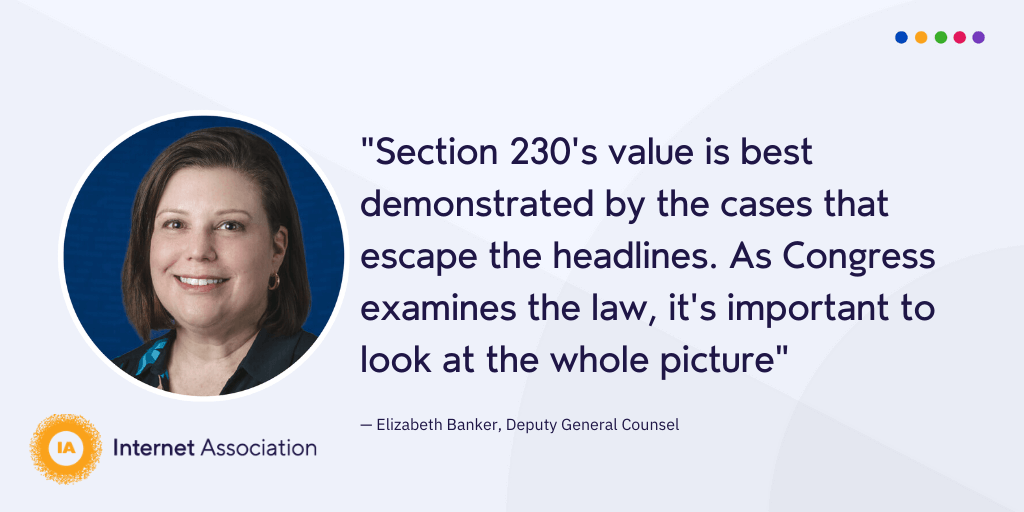 "Section 230's value is best
demonstrated by the cases that
escape the headlines. As Congress
examines the law, it's important to
look at the whole picture"
— Elizabeth Banker, Deputy General Counsel
IA Internet Association